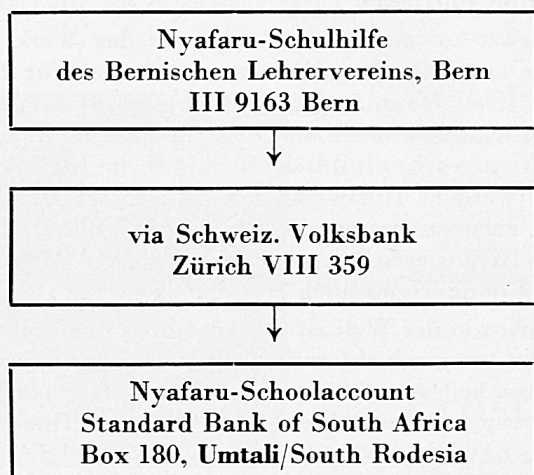 Nyafaru-Schulhilfe
des Bernischen Lehrervereins, Bern
III 9163 Bern
via Schweiz. Volksbank
Zürich VIII 359
Nyafaru-Schoolaccount
Standard Bank of South Africa
Box 180, Umtali/South Rodesia